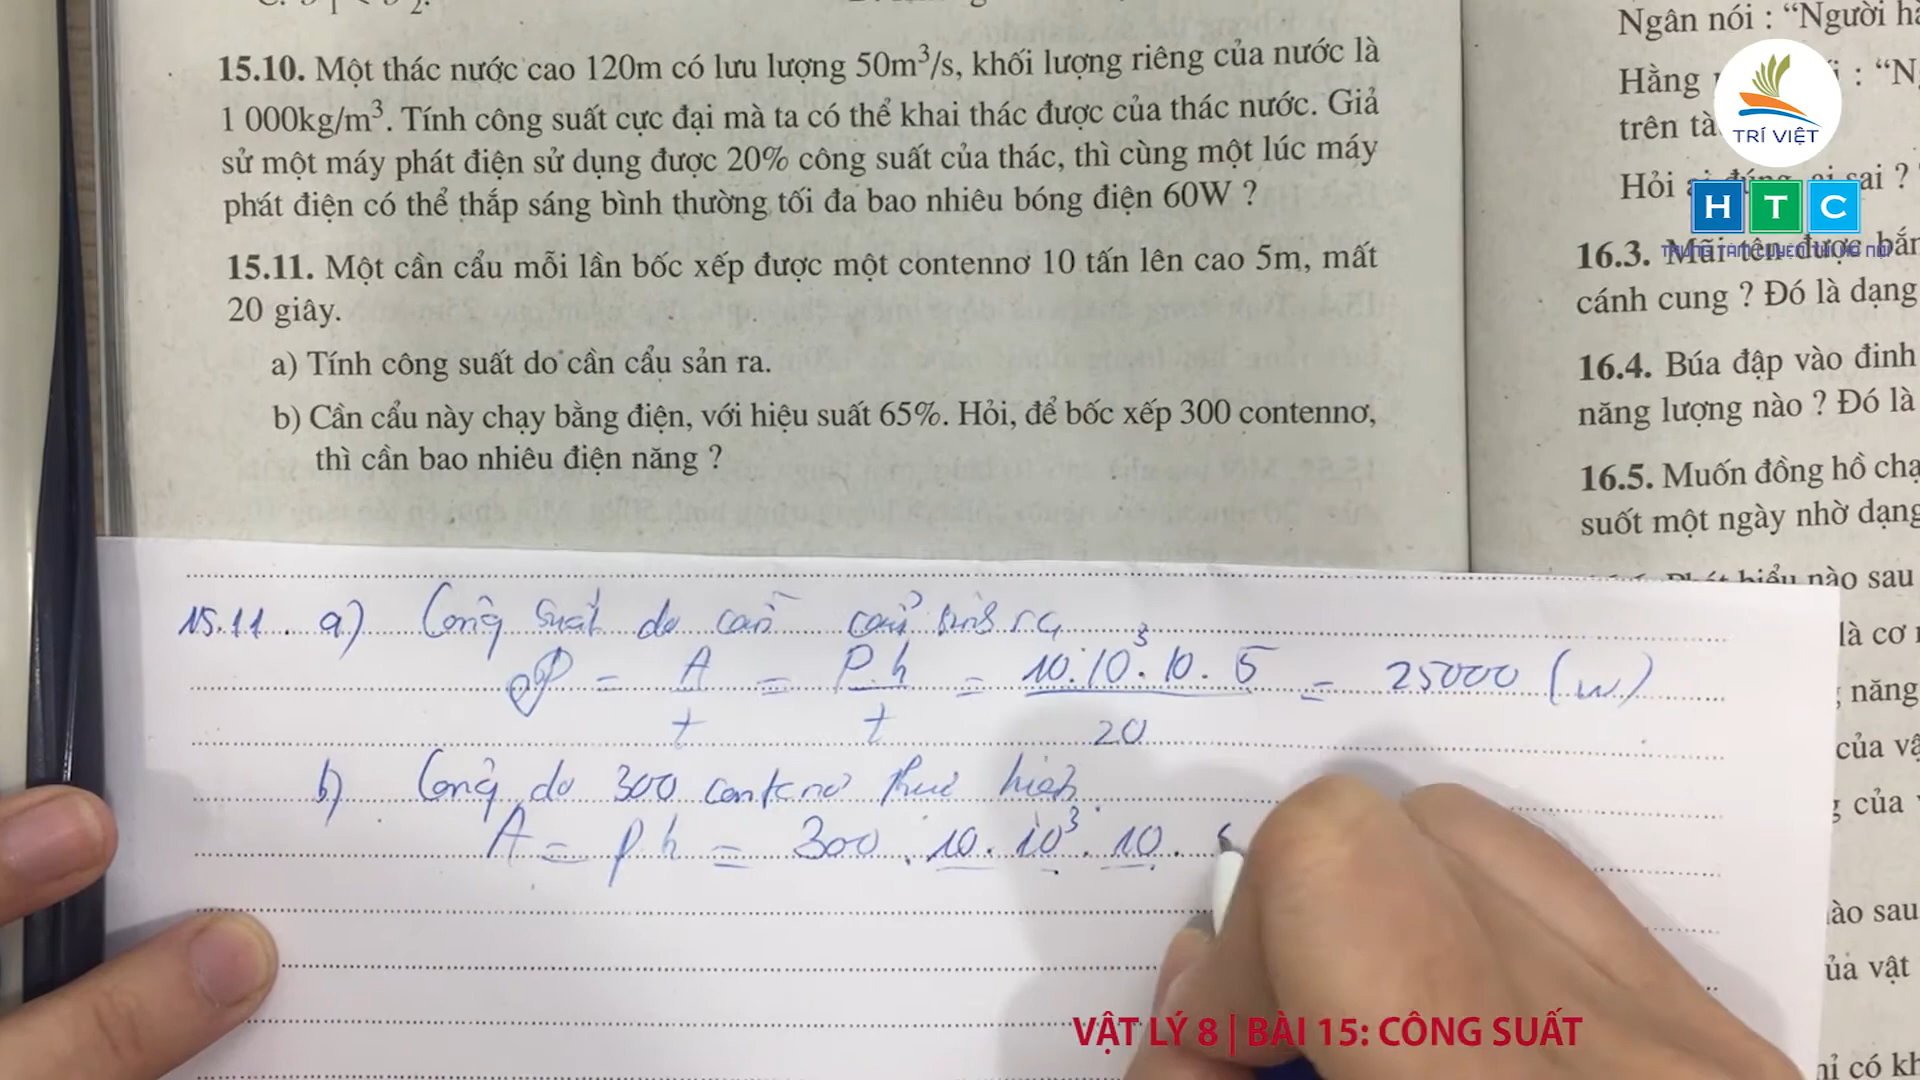 15.10. Một thác nước cao 120m có lưu lượng 50m³/s, khối lượng riêng của nước là
1 000kg/m³. Tính công suất cực đại mà ta có thể khai thác được của thác nước. Giả
sử một máy phát điện sử dụng được 20% công suất của thác, thì cùng một lúc máy
phát điện có thể thắp sáng bình thường tối đa bao nhiêu bóng điện 60W ?
15.11. Một cần cẩu mỗi lần bốc xếp được một contennơ 10 tấn lên cao 5m, mất
20 giây.
a) Tính công suất do cần cẩu sản ra.
b) Cần cẩu này chạy bằng điện, với hiệu suất 65%. Hỏi, để bốc xếp 300 contennơ,
thì cần bao nhiêu điện năng ?
15.11. a) Công suất do cần cẩu sinh ra
P = A/t = P.h/t = 10.10³.10.5/20 = 25000 (W)
b) Công do 300 contenơ thực hiện.
A = P h = 300 . 10 . 10³ . 10 .
Ngân nói : “Người
Hằng : “N
trên
Hỏi sai ?
16.3. Mũi tên được
cánh cung ? Đó là dạng
16.4. Búa đập vào đinh
năng lượng nào ? Đó là
16.5. Muốn đồng hồ
suốt một ngày nhờ dạng
nào sau
là cơ
năng
của
của
sau
vật
có
TRÍ VIỆT
HTC
VẬT LÝ 8 | BÀI 15: CÔNG SUẤT